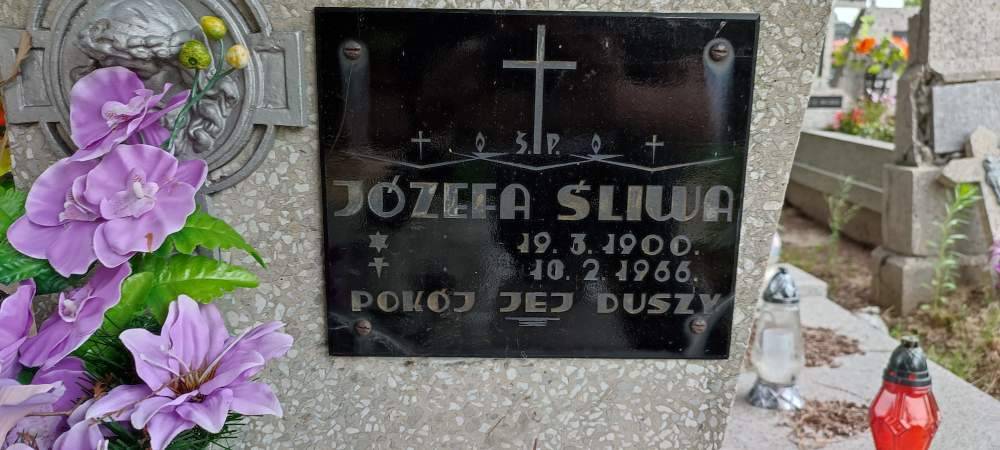 Ś.P.
JÓZEFA ŚLIWA
19.3.1900.
10.2.1966.
POKÓJ JEJ DUSZY